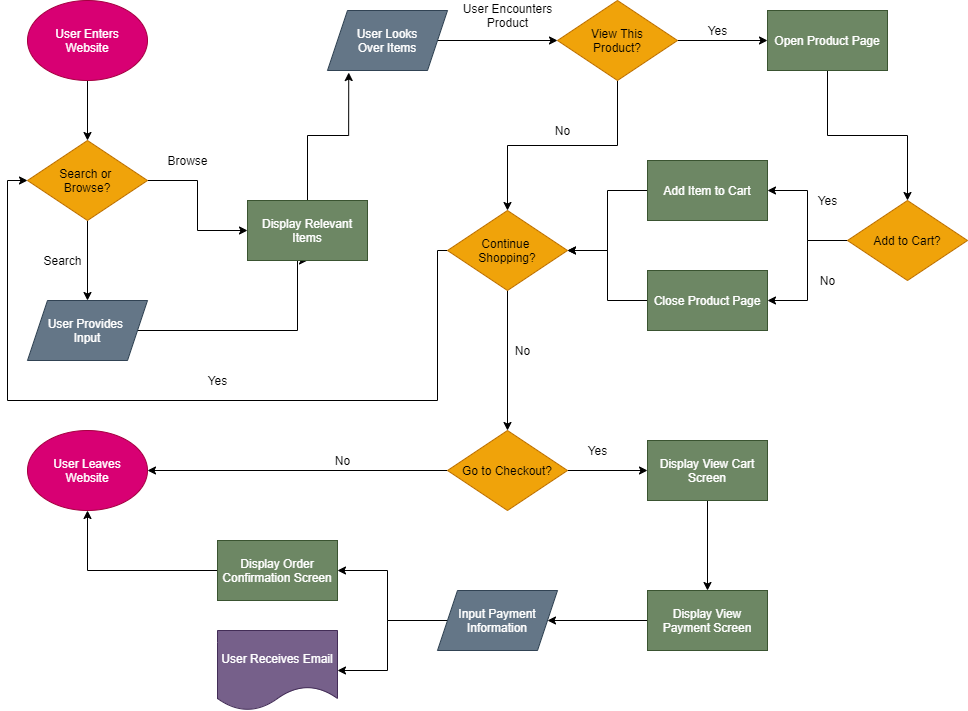 User Enters
Website
User Looks
Over Items
User Encounters
Product
View This
Product?
Yes
Open Product Page
No
Search or
Browse?
Browse
Display Relevant
Items
Search
User Provides
Input
Continue
Shopping?
Add Item to Cart
Yes
Add to Cart?
No
Close Product Page
Yes
No
User Leaves
Website
No
Go to Checkout?
Yes
Display View Cart
Screen
Display Order
Confirmation Screen
Input Payment
Information
Display View
Payment Screen
User Receives Email